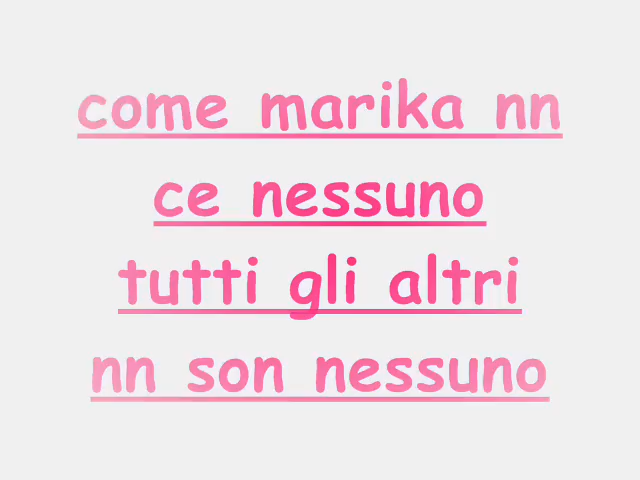 come marika nn
ce nessuno
tutti gli altri
nn son nessuno